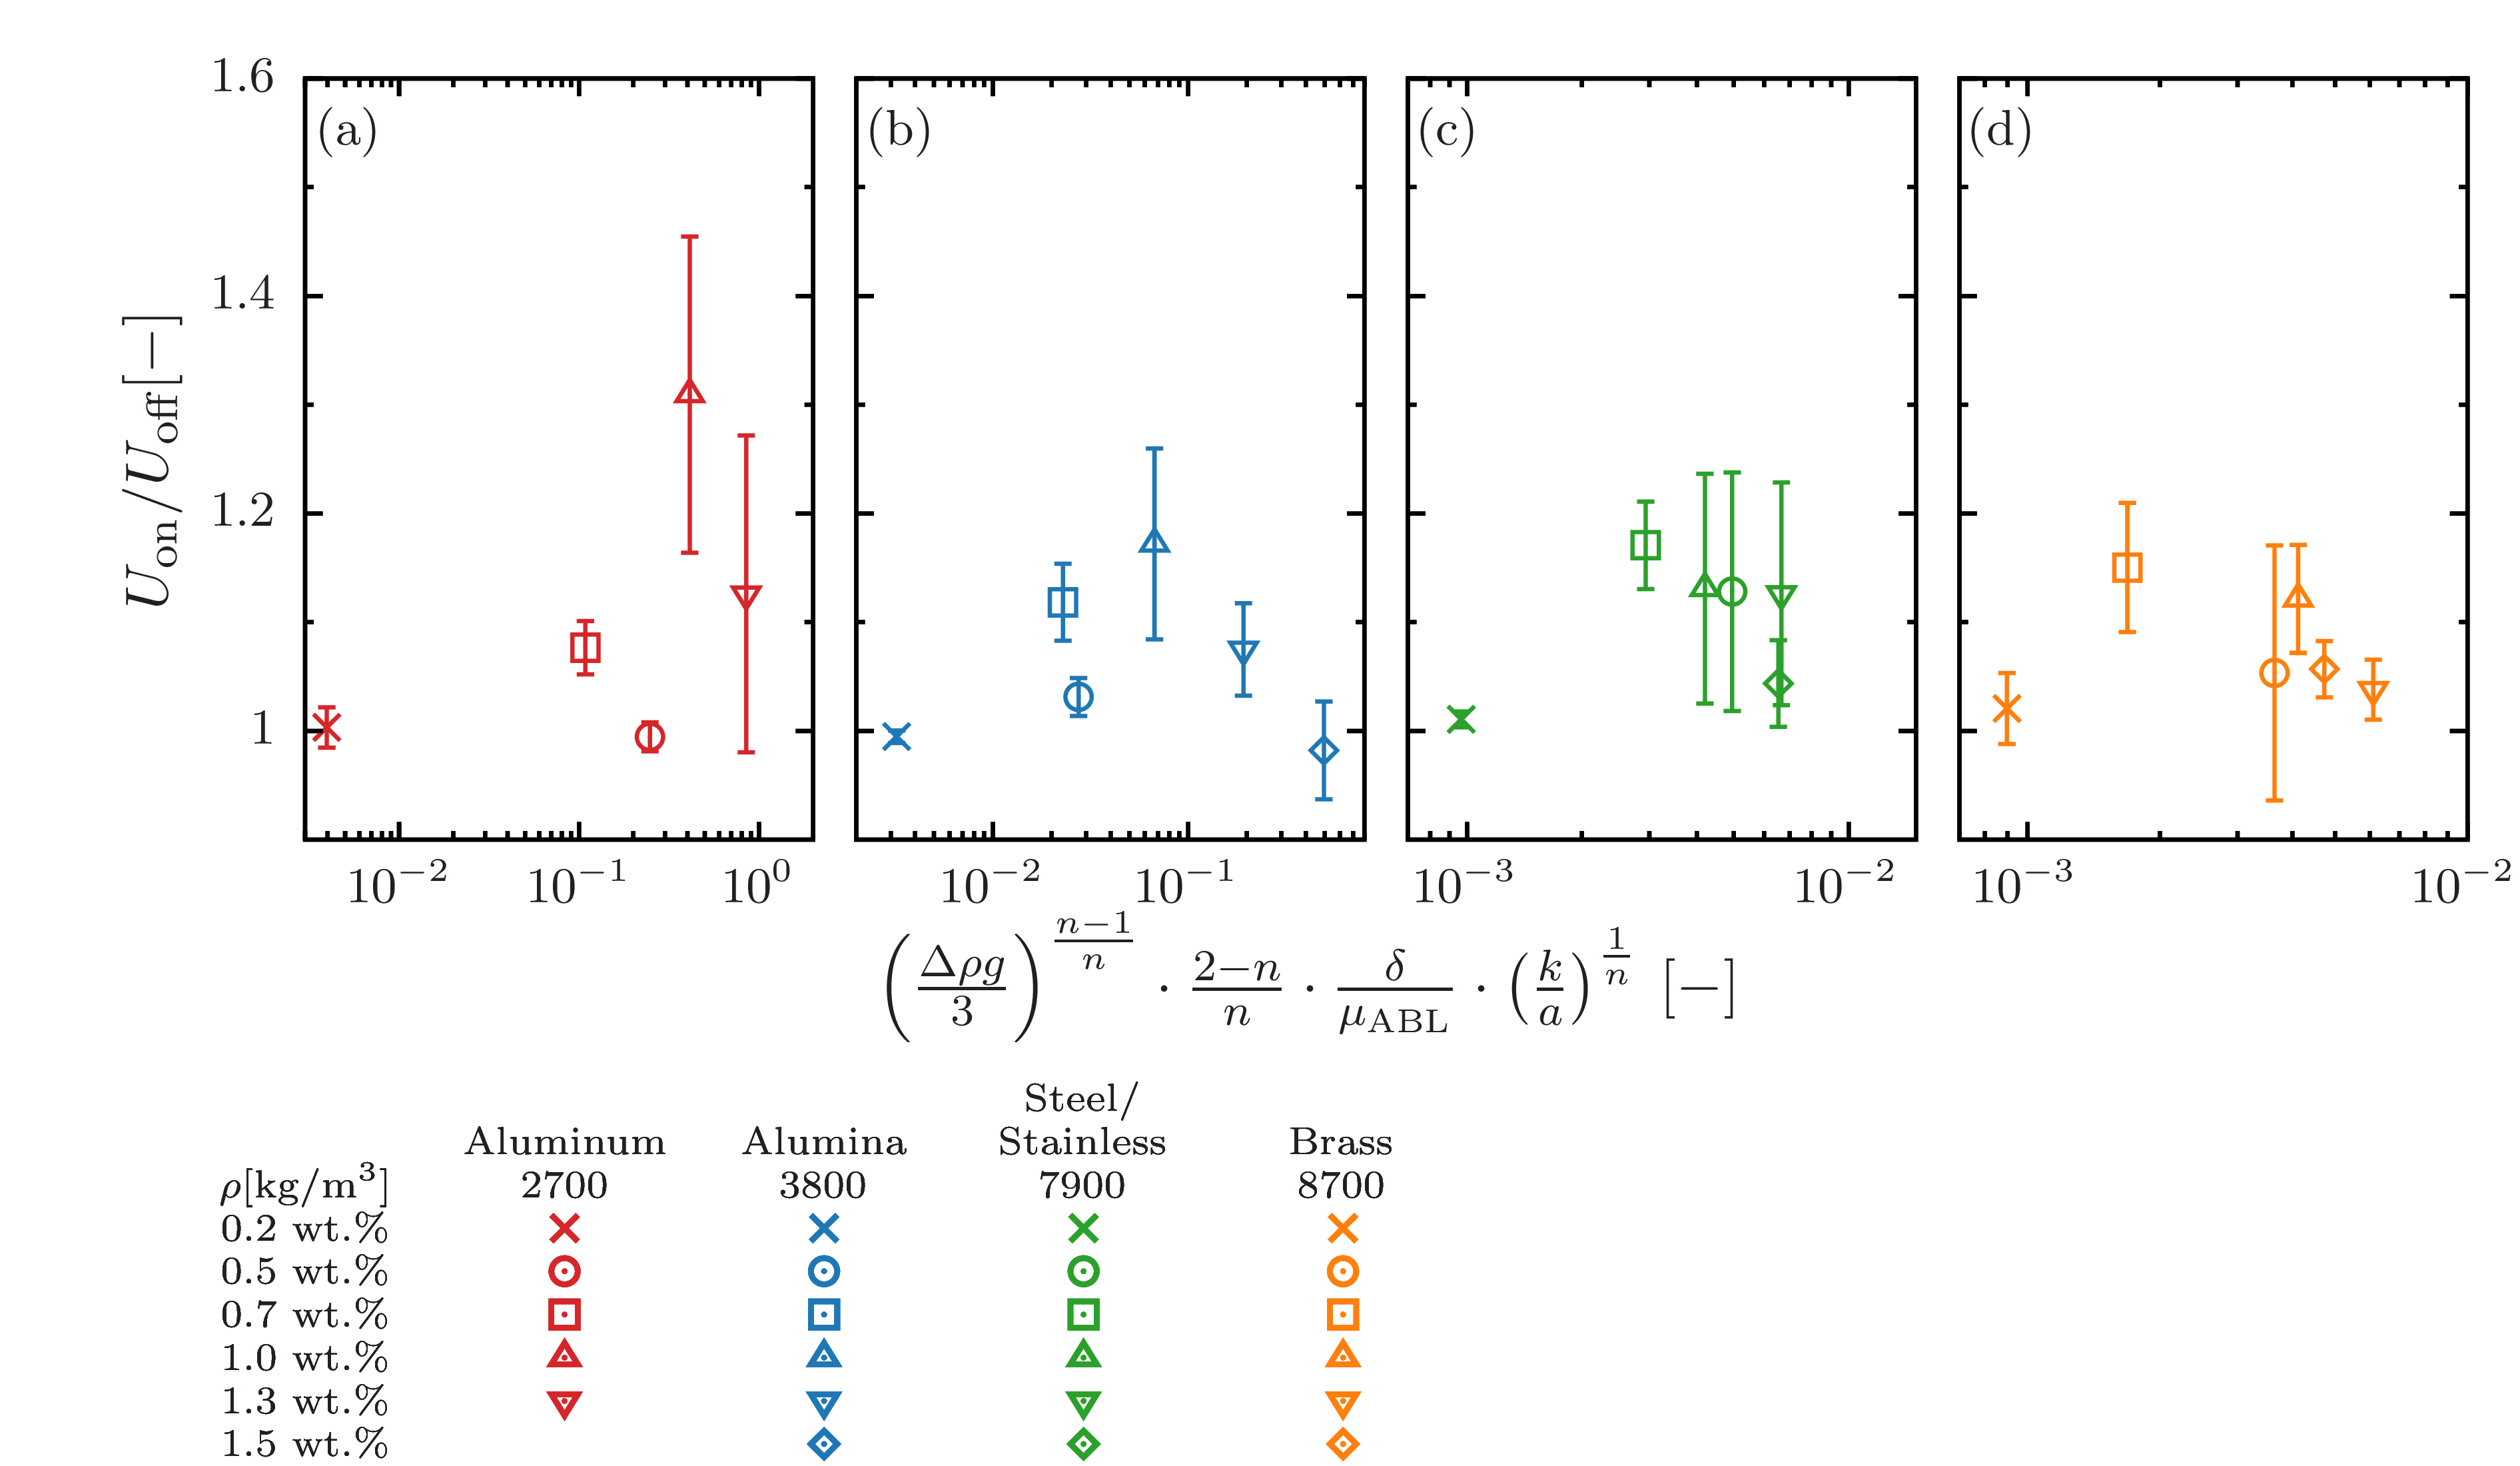 1.6
1.4
1.2
1
U_on/U_off[−]
(a)
(b)
(c)
(d)
10⁻² 10⁻¹ 10⁰
10⁻² 10⁻¹
10⁻³ 10⁻²
10⁻³ 10⁻²
(Δρg/3)^((n−1)/n) · (2−n)/n · δ/μ_ABL · (k/a)^(1/n) [−]
Steel/
Aluminum Alumina Stainless Brass
ρ[kg/m³] 2700 3800 7900 8700
0.2 wt.%
0.5 wt.%
0.7 wt.%
1.0 wt.%
1.3 wt.%
1.5 wt.%